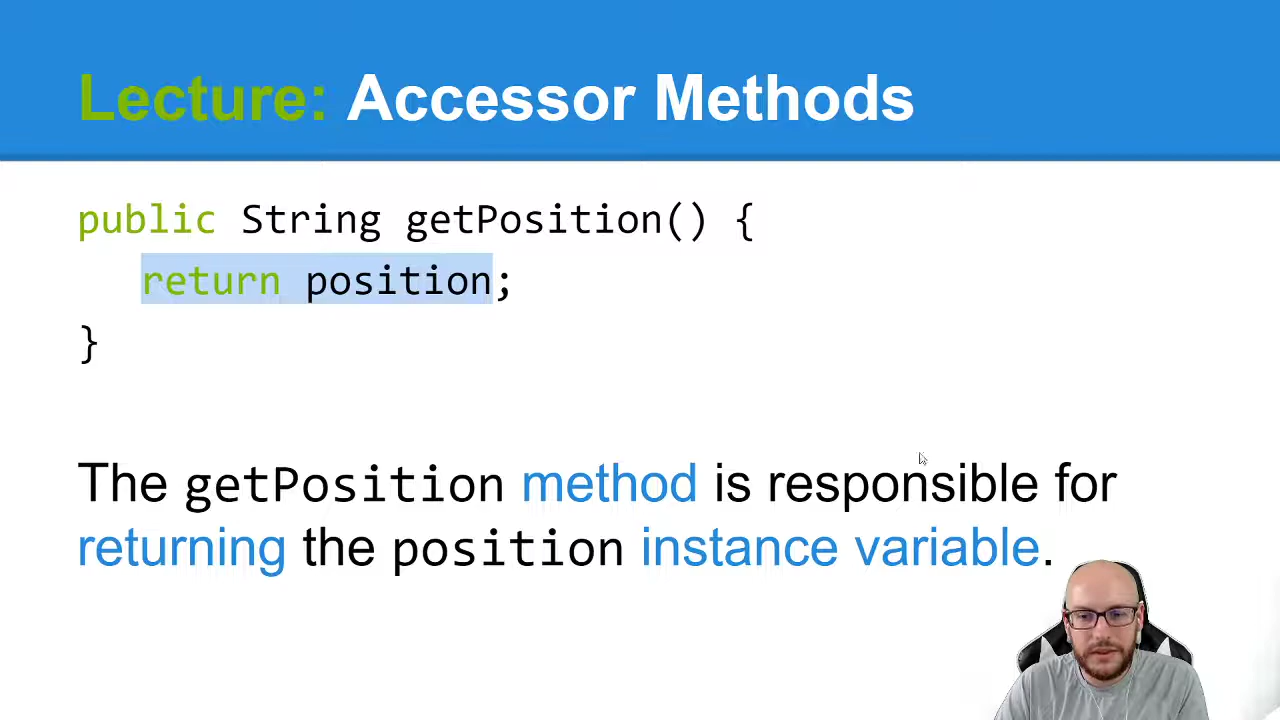 Lecture: Accessor Methods
public String getPosition() {
return position;
}
The getPosition method is responsible for
returning the position instance variable.